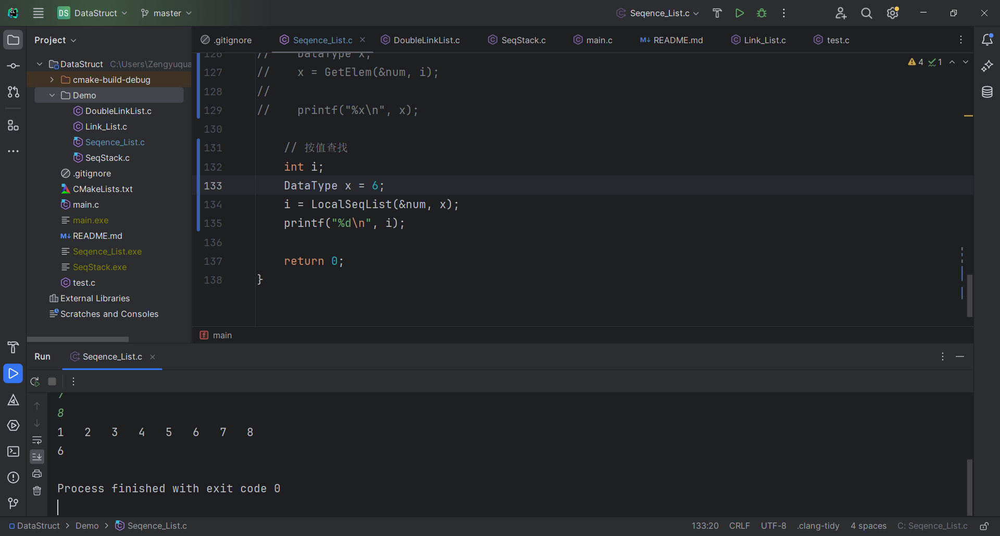 DS DataStruct master Seqence_List.c
Project
.gitignore Seqence_List.c DoubleLinkList.c SeqStack.c main.c README.md Link_List.c test.c
DataStruct C:\Users\Zengyuqua
cmake-build-debug
Demo
DoubleLinkList.c
Link_List.c
Seqence_List.c
SeqStack.c
.gitignore
CMakeLists.txt
main.c
main.exe
README.md
Seqence_List.exe
SeqStack.exe
test.c
External Libraries
Scratches and Consoles
4 1
126 // DataType x;
127 // x = GetElem(&num, i);
128 //
129 // printf("%x\n", x);
130
131 // 按值查找
132 int i;
133 DataType x = 6;
134 i = LocalSeqList(&num, x);
135 printf("%d\n", i);
136
137 return 0;
138 }
main
Run Seqence_List.c
7
8
1 2 3 4 5 6 7 8
6
Process finished with exit code 0
DataStruct > Demo > Seqence_List.c 133:20 CRLF UTF-8 .clang-tidy 4 spaces C: Seqence_List.c